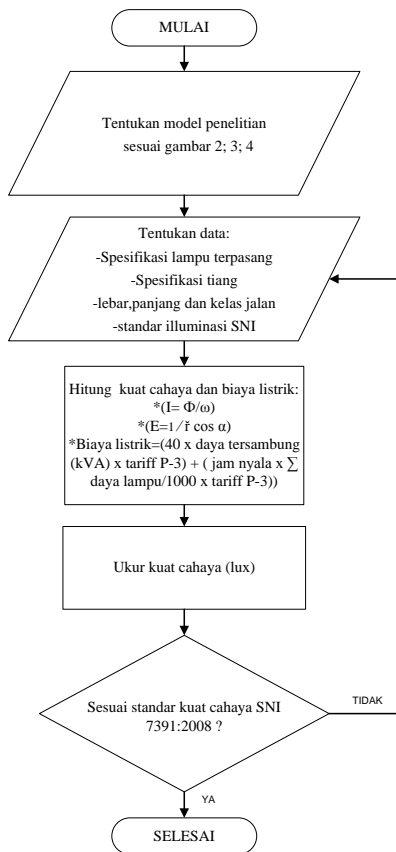 MULAI
Tentukan model penelitian
sesuai gambar 2; 3; 4
Tentukan data:
-Spesifikasi lampu terpasang
-Spesifikasi tiang
-lebar,panjang dan kelas jalan
-standar illuminasi SNI
Hitung kuat cahaya dan biaya listrik:
*(I= Φ/ω)
*(E=1/ř cos α)
*Biaya listrik=(40 x daya tersambung
(kVA) x tariff P-3) + ( jam nyala x ∑
daya lampu/1000 x tariff P-3))
Ukur kuat cahaya (lux)
Sesuai standar kuat cahaya SNI
7391:2008 ?
TIDAK
YA
SELESAI